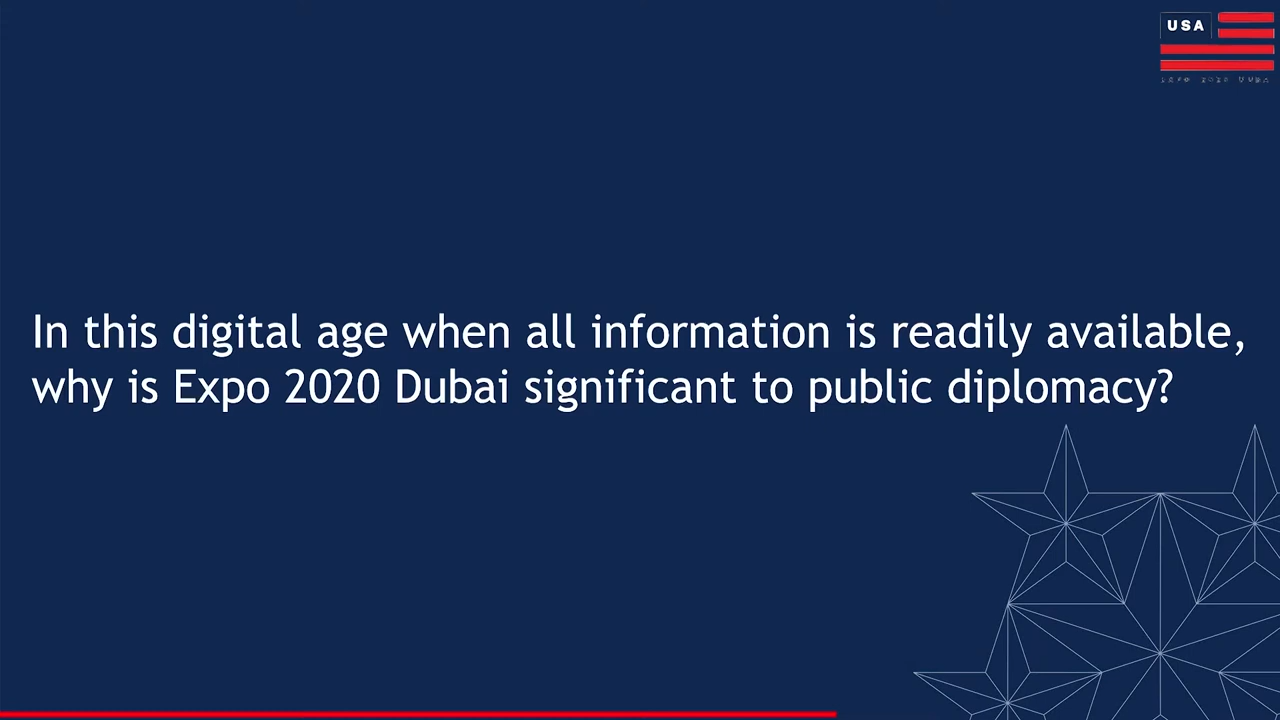 USA
In this digital age when all information is readily available,
why is Expo 2020 Dubai significant to public diplomacy?